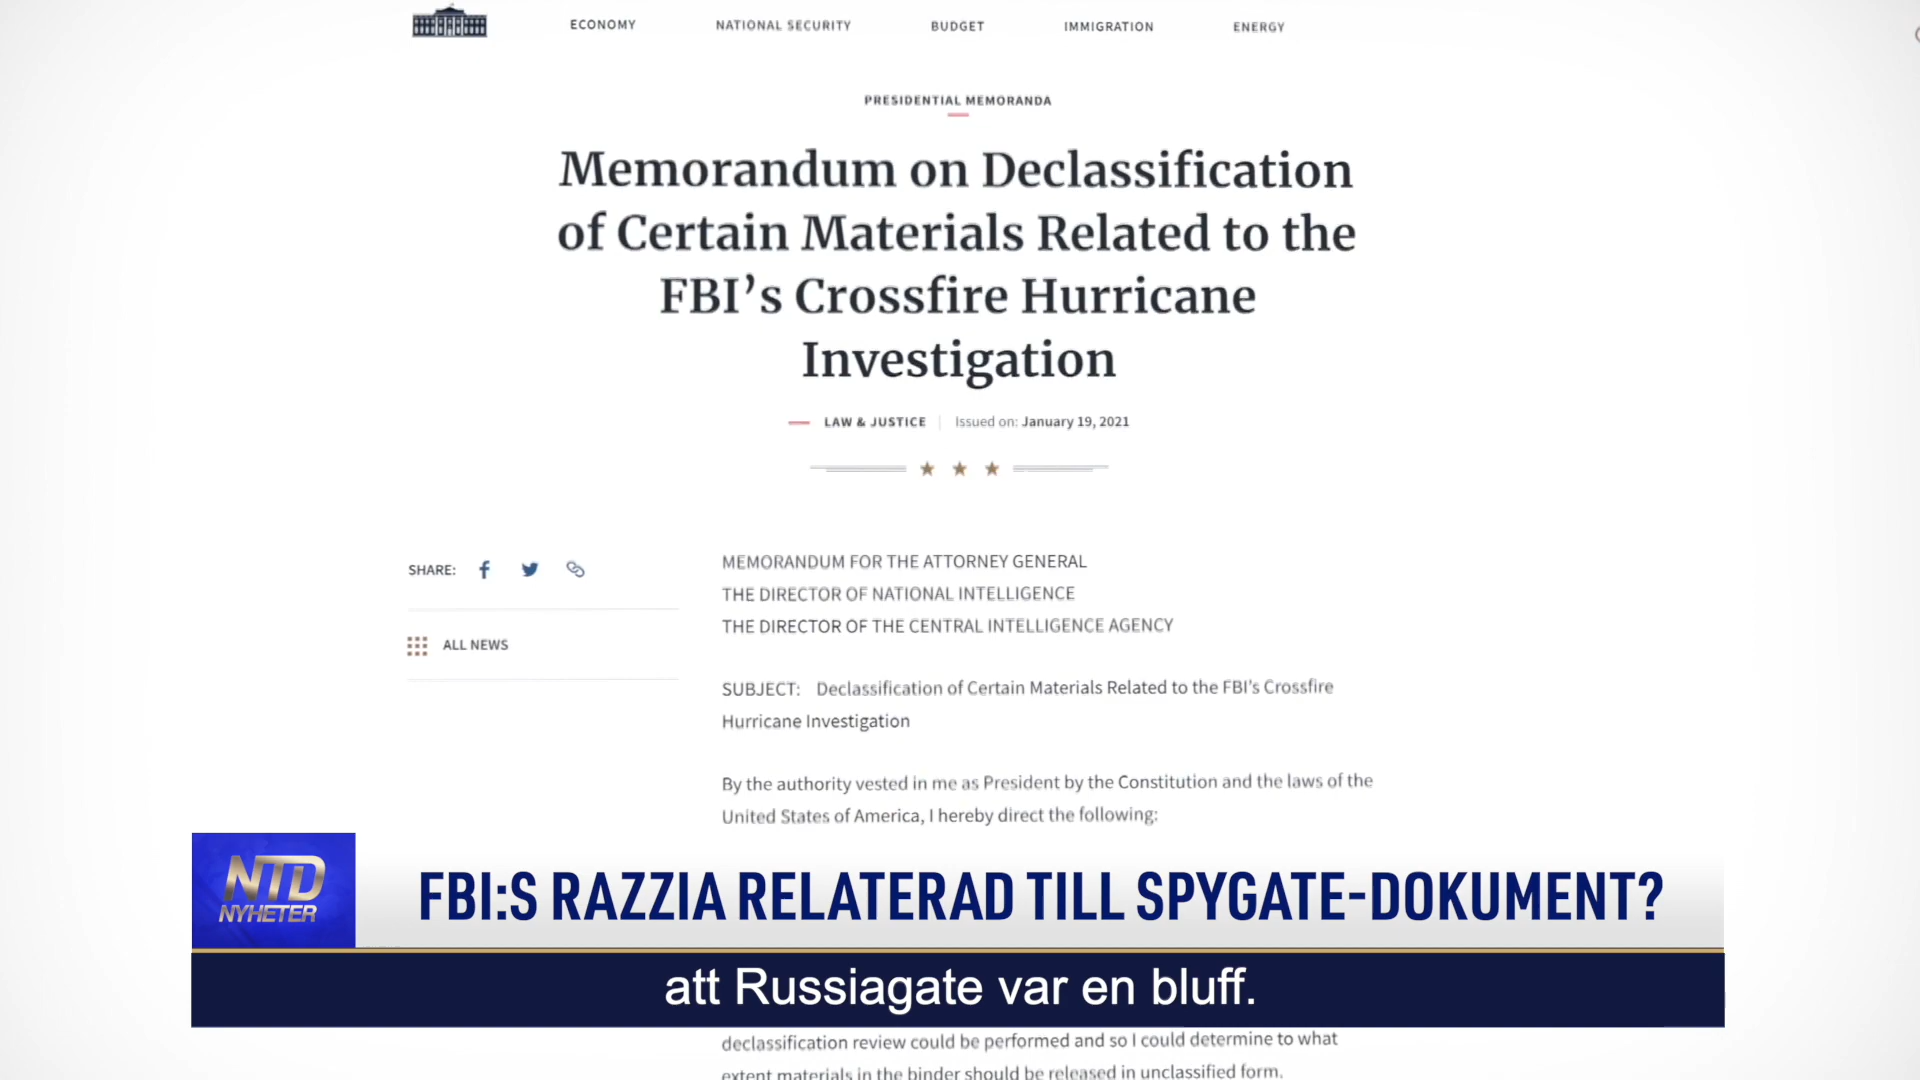 ECONOMY
NATIONAL SECURITY
BUDGET
IMMIGRATION
ENERGY
PRESIDENTIAL MEMORANDA
Memorandum on Declassification
of Certain Materials Related to the
FBI’s Crossfire Hurricane
Investigation
LAW & JUSTICE
Issued on: January 19, 2021
SHARE:
ALL NEWS
MEMORANDUM FOR THE ATTORNEY GENERAL
THE DIRECTOR OF NATIONAL INTELLIGENCE
THE DIRECTOR OF THE CENTRAL INTELLIGENCE AGENCY
SUBJECT: Declassification of Certain Materials Related to the FBI’s Crossfire
Hurricane Investigation
By the authority vested in me as President by the Constitution and the laws of the
United States of America, I hereby direct the following:
NTD
NYHETER
FBI:S RAZZIA RELATERAD TILL SPYGATE-DOKUMENT?
att Russiagate var en bluff.
declassification review could be performed and so I could determine to what
extent materials in the binder should be released in unclassified form.